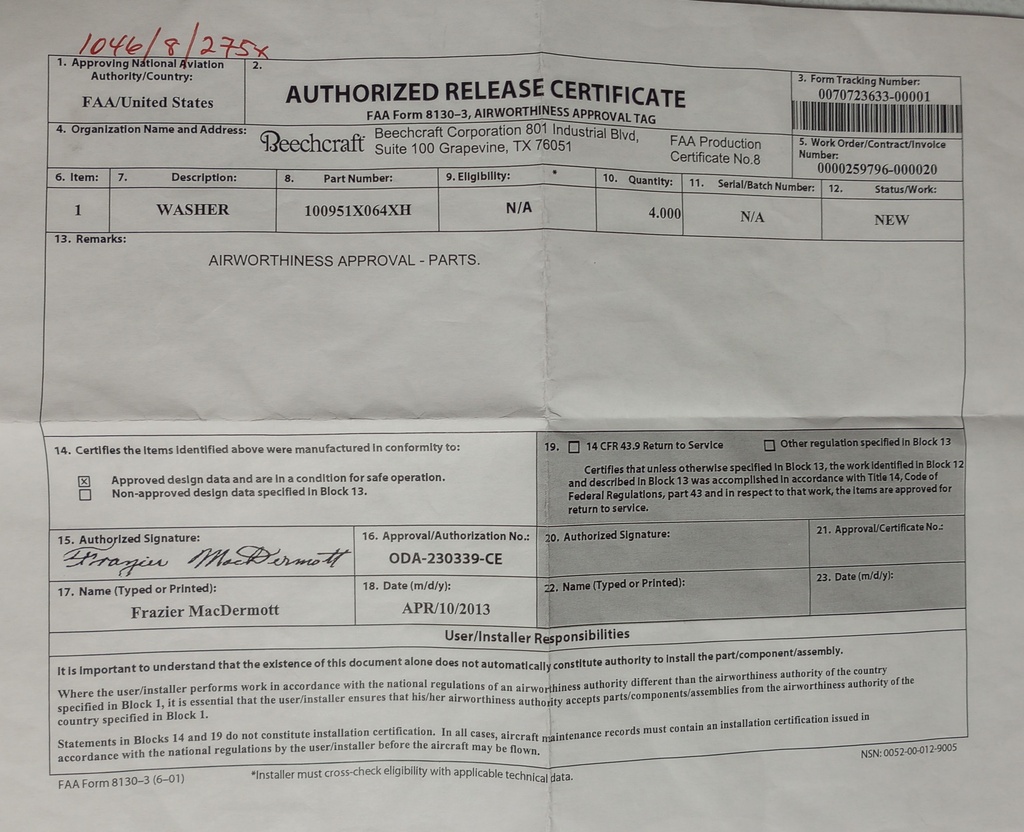 1046/8/275x
1. Approving National Aviation Authority/Country:
FAA/United States
2.
AUTHORIZED RELEASE CERTIFICATE
FAA Form 8130–3, AIRWORTHINESS APPROVAL TAG
3. Form Tracking Number:
0070723633-00001
4. Organization Name and Address:
Beechcraft
Beechcraft Corporation 801 Industrial Blvd,
Suite 100 Grapevine, TX 76051
FAA Production
Certificate No.8
5. Work Order/Contract/Invoice
Number:
0000259796-000020
6. Item: 7. Description: 8. Part Number: 9. Eligibility: * 10. Quantity: 11. Serial/Batch Number: 12. Status/Work:
1 WASHER 100951X064XH N/A 4.000 N/A NEW
13. Remarks:
AIRWORTHINESS APPROVAL - PARTS.
14. Certifies the items identified above were manufactured in conformity to:
☒ Approved design data and are in a condition for safe operation.
☐ Non-approved design data specified in Block 13.
19. ☐ 14 CFR 43.9 Return to Service ☐ Other regulation specified in Block 13
Certifies that unless otherwise specified in Block 13, the work identified in Block 12
and described in Block 13 was accomplished in accordance with Title 14, Code of
Federal Regulations, part 43 and in respect to that work, the items are approved for
return to service.
15. Authorized Signature:
Frazier MacDermott
16. Approval/Authorization No.:
ODA-230339-CE
20. Authorized Signature:
21. Approval/Certificate No.:
17. Name (Typed or Printed):
Frazier MacDermott
18. Date (m/d/y):
APR/10/2013
22. Name (Typed or Printed):
23. Date (m/d/y):
User/Installer Responsibilities
It is important to understand that the existence of this document alone does not automatically constitute authority to install the part/component/assembly.
Where the user/installer performs work in accordance with the national regulations of an airworthiness authority different than the airworthiness authority of the country
specified in Block 1, it is essential that the user/installer ensures that his/her airworthiness authority accepts parts/components/assemblies from the airworthiness authority of the
country specified in Block 1.
Statements in Blocks 14 and 19 do not constitute installation certification. In all cases, aircraft maintenance records must contain an installation certification issued in
accordance with the national regulations by the user/installer before the aircraft may be flown.
FAA Form 8130–3 (6–01)
*Installer must cross-check eligibility with applicable technical data.
NSN: 0052-00-012-9005